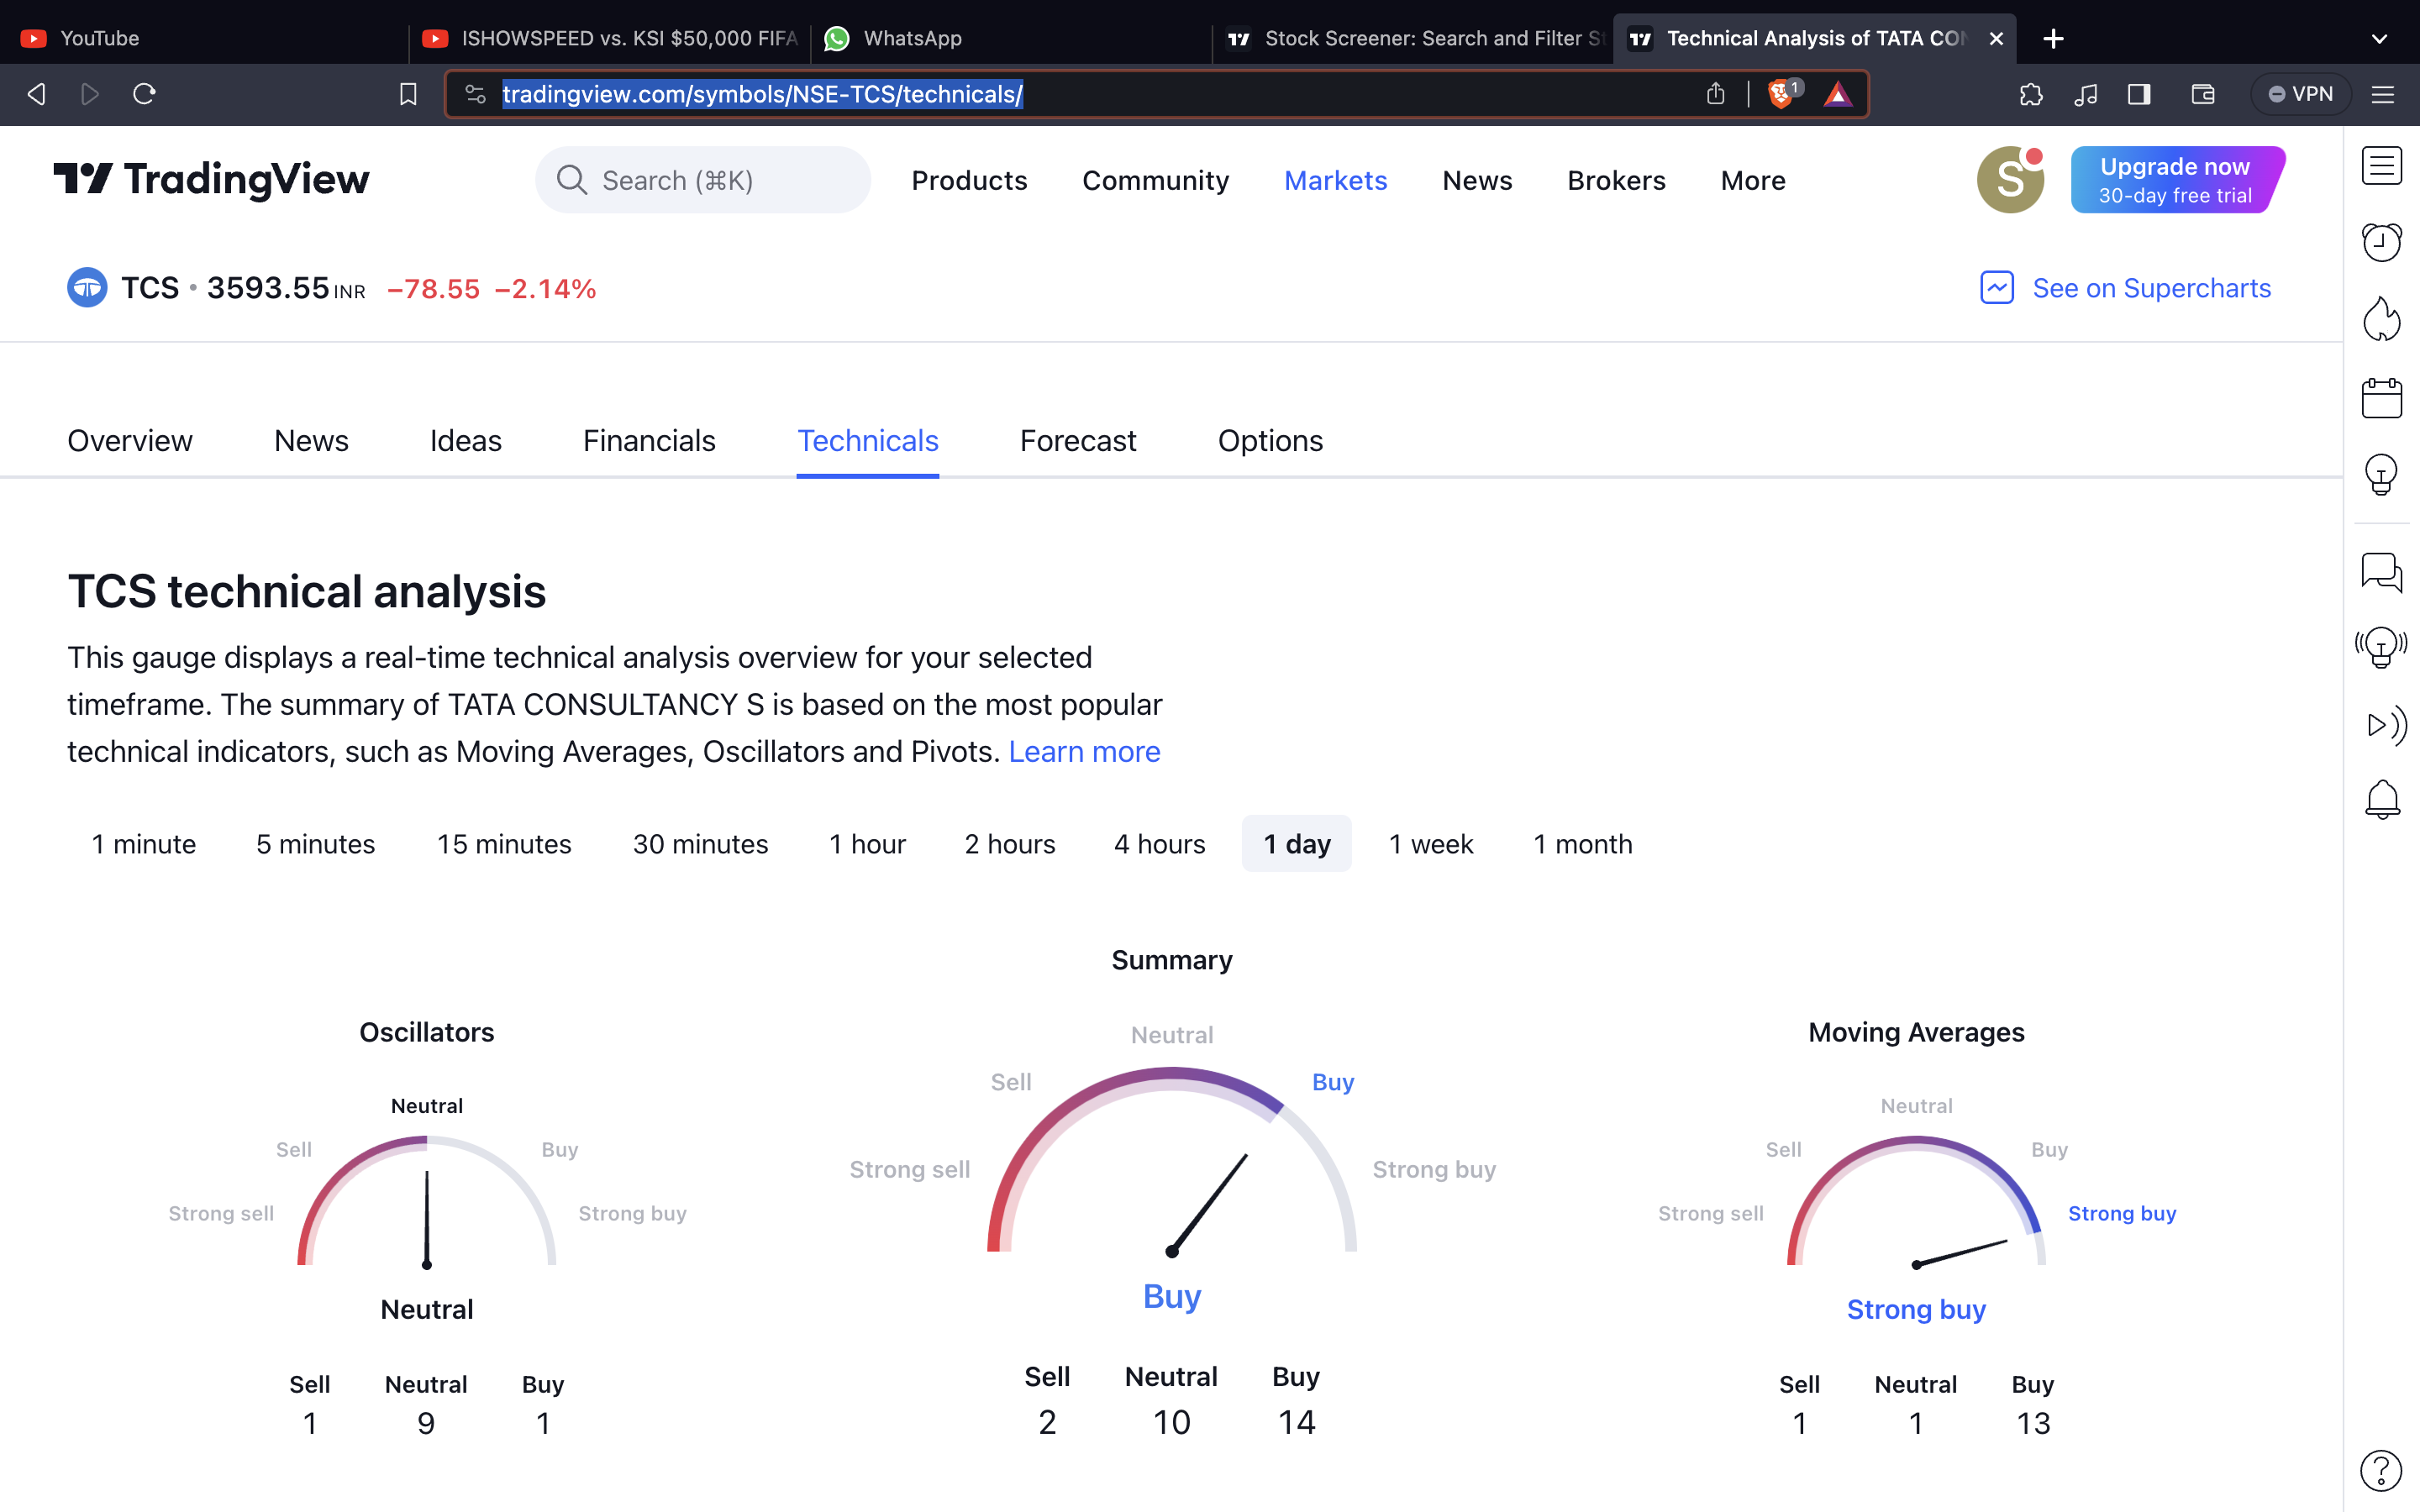 YouTube
ISHOWSPEED vs. KSI $50,000 FIFA
WhatsApp
Stock Screener: Search and Filter St
Technical Analysis of TATA CON
tradingview.com/symbols/NSE-TCS/technicals/
1
VPN
TradingView
Search (⌘K)
Products
Community
Markets
News
Brokers
More
S
Upgrade now
30-day free trial
TCS • 3593.55 INR −78.55 −2.14%
See on Supercharts
Overview
News
Ideas
Financials
Technicals
Forecast
Options
TCS technical analysis
This gauge displays a real-time technical analysis overview for your selected
timeframe. The summary of TATA CONSULTANCY S is based on the most popular
technical indicators, such as Moving Averages, Oscillators and Pivots. Learn more
1 minute
5 minutes
15 minutes
30 minutes
1 hour
2 hours
4 hours
1 day
1 week
1 month
Oscillators
Neutral
Sell
Buy
Strong sell
Strong buy
Neutral
Sell Neutral Buy
1 9 1
Summary
Neutral
Sell
Buy
Strong sell
Strong buy
Buy
Sell Neutral Buy
2 10 14
Moving Averages
Neutral
Sell
Buy
Strong sell
Strong buy
Strong buy
Sell Neutral Buy
1 1 13